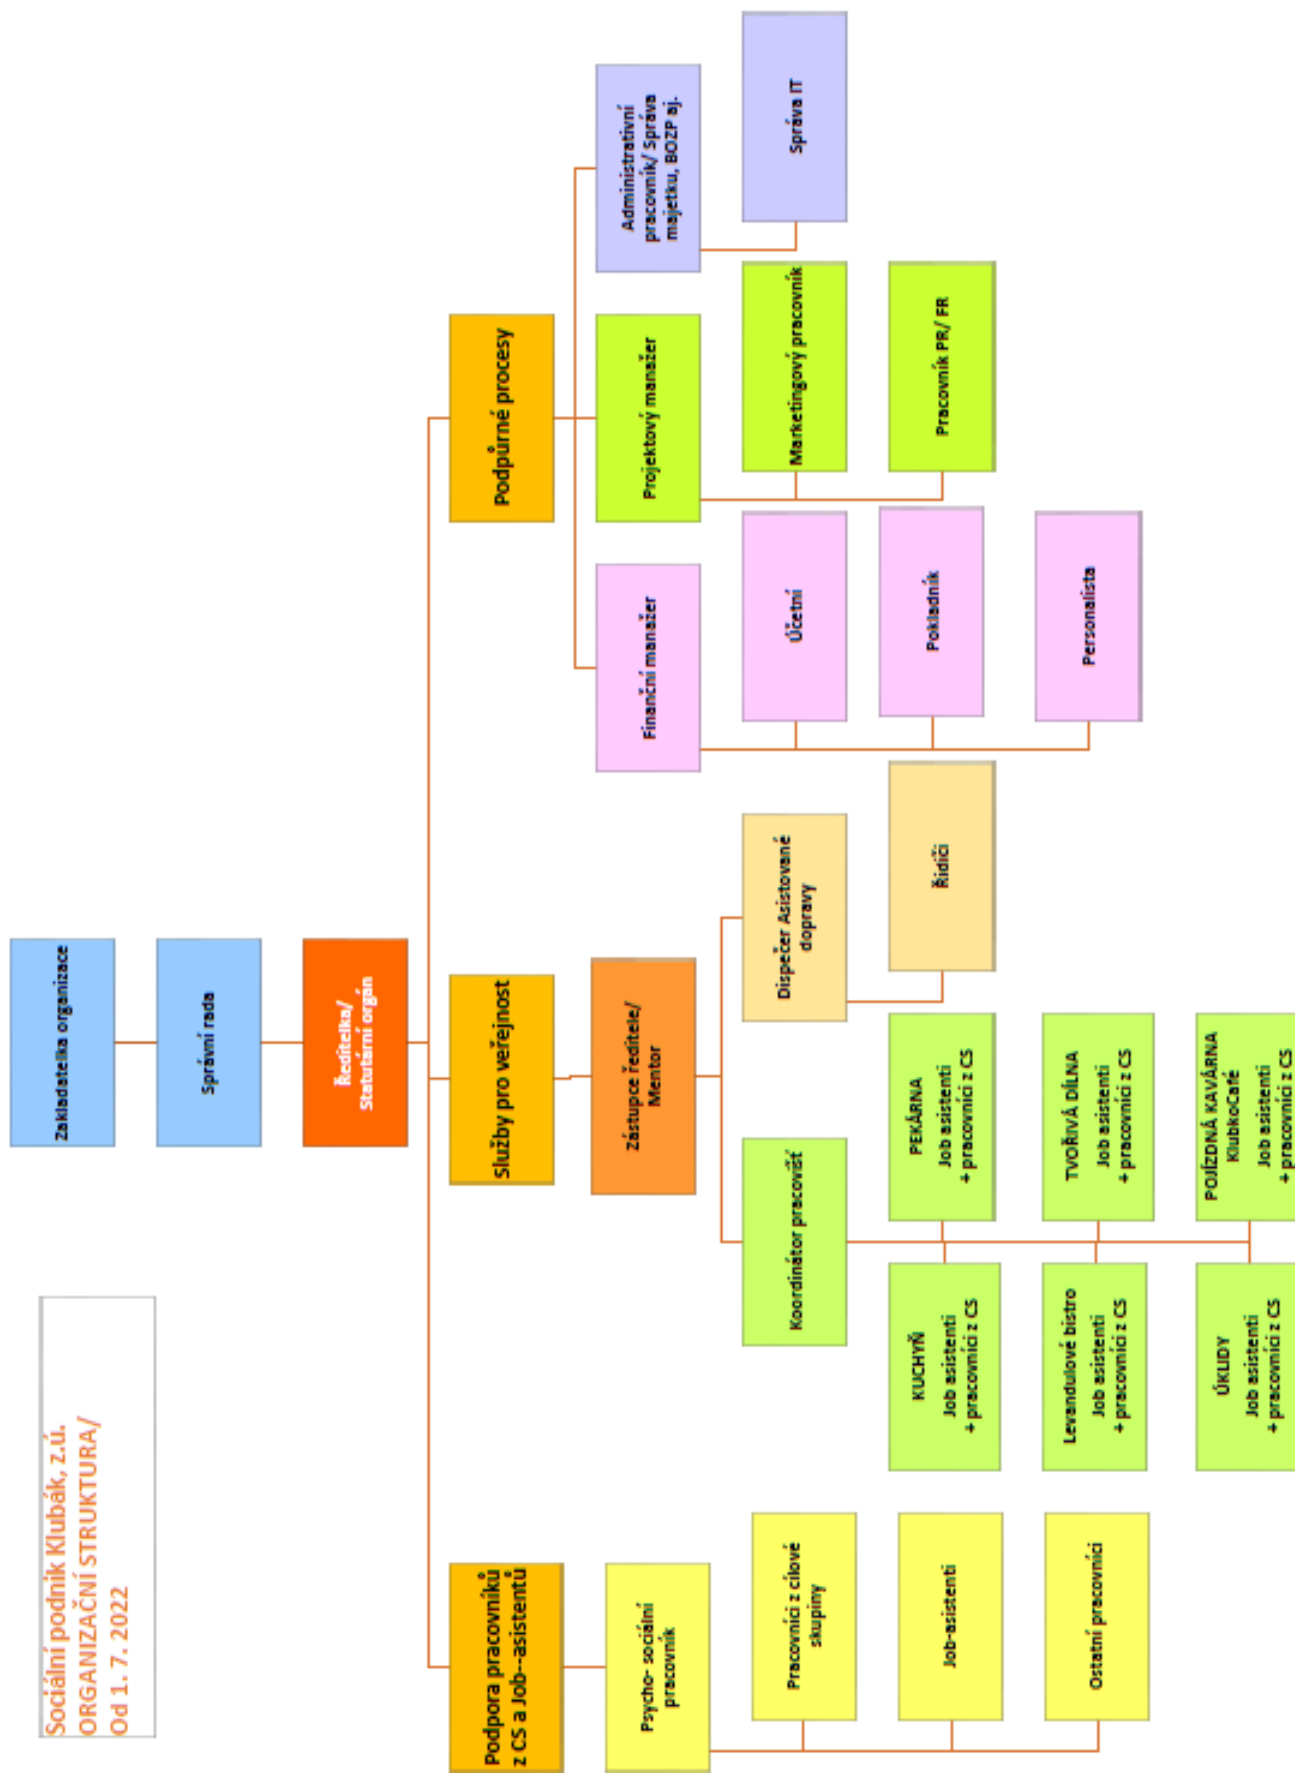 Sociální podnik Klubák, z.ú.
ORGANIZAČNÍ STRUKTURA/
Od 1. 7. 2022
Zakladatelka organizace
Správní rada
Ředitelka/
Statutární orgán
Podpora pracovníků
z CS a Job--asistentů
Služby pro veřejnost
Podpůrné procesy
Psycho- sociální
pracovník
Pracovníci z cílové
skupiny
Job-asistenti
Ostatní pracovníci
Zástupce ředitele/
Mentor
Koordinátor pracovišť
KUCHYŇ
Job asistenti
+ pracovníci z CS
PEKÁRNA
Job asistenti
+ pracovníci z CS
Levandulové bistro
Job asistenti
+ pracovníci z CS
TVOŘIVÁ DÍLNA
Job asistenti
+ pracovníci z CS
ÚKLIDY
Job asistenti
+ pracovníci z CS
POJÍZDNÁ KAVÁRNA
KlubkoCafé
Job asistenti
+ pracovníci z CS
Dispečer Asistované
dopravy
Řidiči
Finanční manažer
Účetní
Pokladník
Personalista
Projektový manažer
Marketingový pracovník
Pracovník PR/ FR
Administrativní
pracovník/ Správa
majetku, BOZP aj.
Správa IT